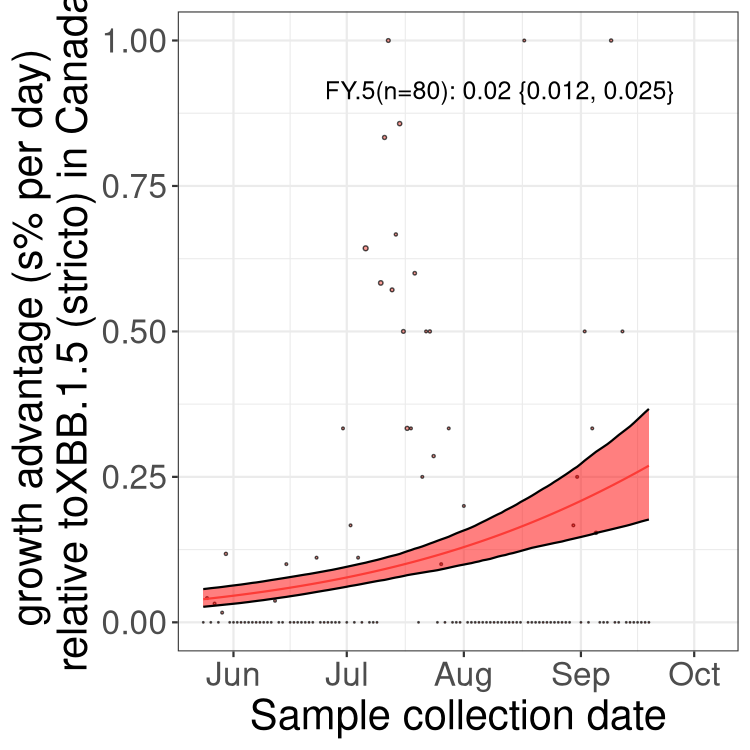 growth advantage (s% per day)
relative toXBB.1.5 (stricto) in Canada
1.00
0.75
0.50
0.25
0.00
FY.5(n=80): 0.02 {0.012, 0.025}
Jun Jul Aug Sep Oct
Sample collection date